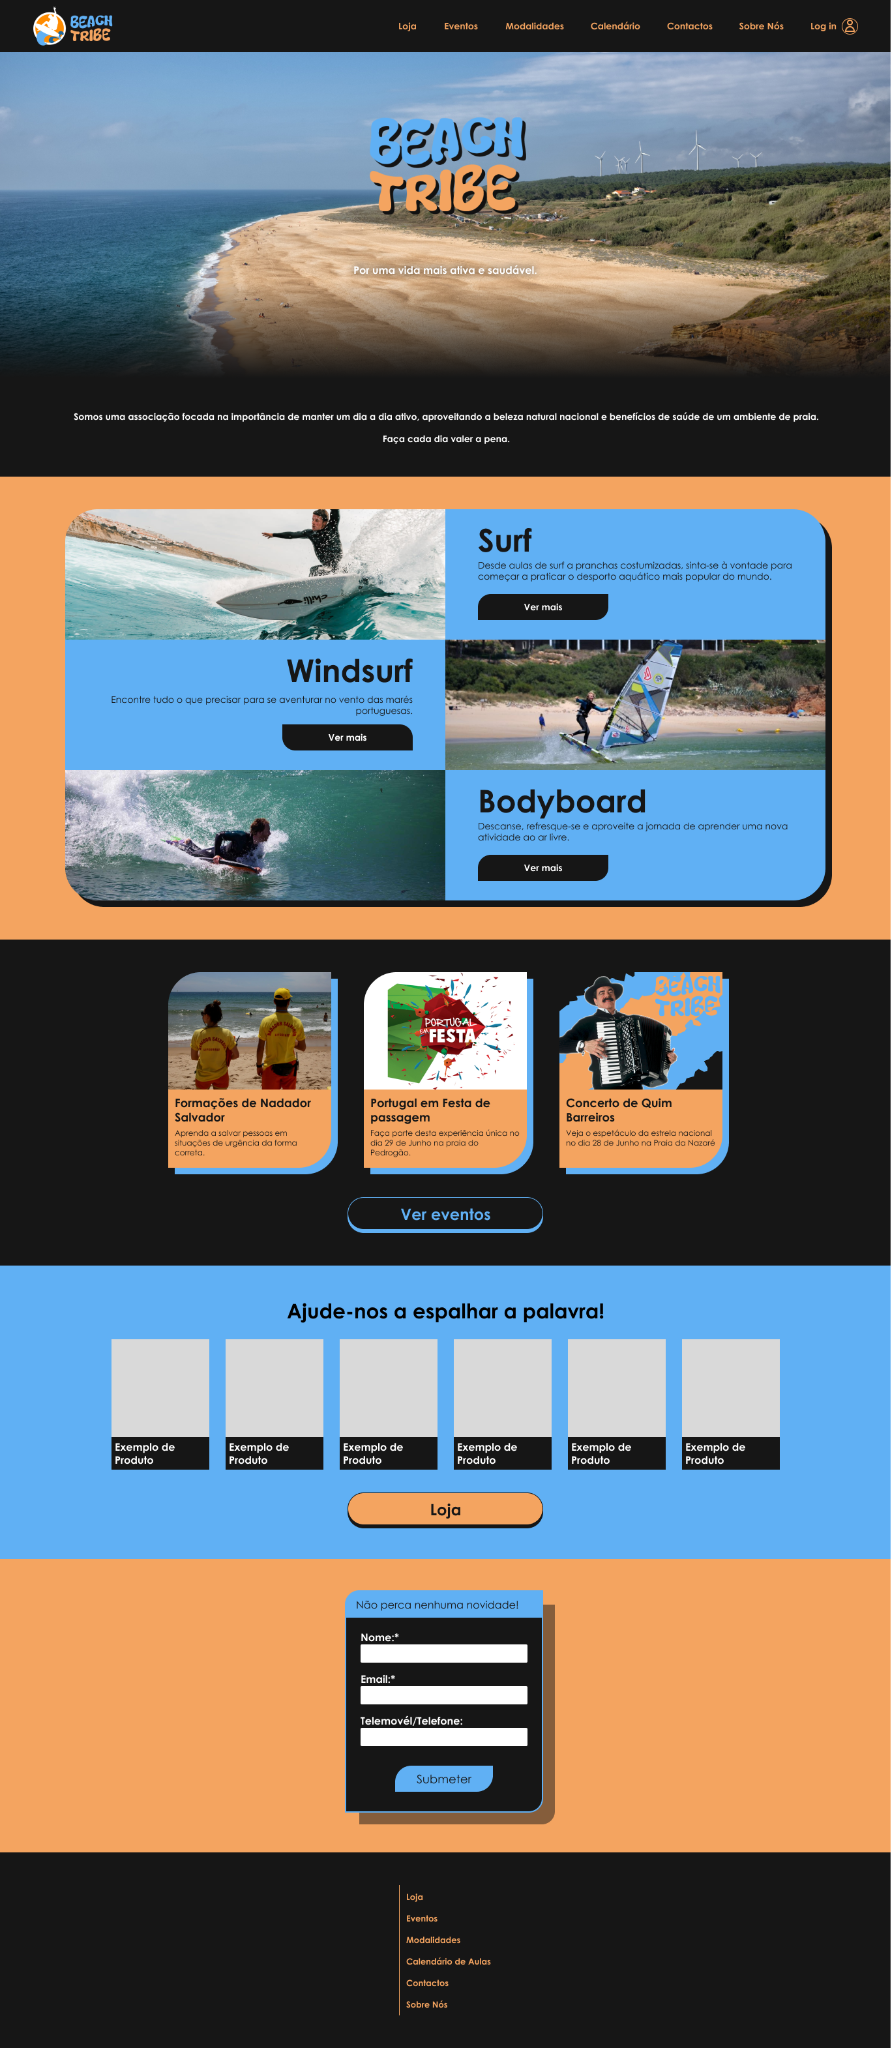 BEACH
TRIBE
Loja
Eventos
Modalidades
Calendário
Contactos
Sobre Nós
Log in
BEACH
TRIBE
Por uma vida mais ativa e saudável.
Somos uma associação focada na importância de manter um dia a dia ativo, aproveitando a beleza natural nacional e benefícios de saúde de um ambiente de praia.
Faça cada dia valer a pena.
Surf
Desde aulas de surf a pranchas costumizadas, sinta-se à vontade para
começar a praticar o desporto aquático mais popular do mundo.
Ver mais
Windsurf
Encontre tudo o que precisar para se aventurar no vento das marés
portuguesas.
Ver mais
Bodyboard
Descanse, refresque-se e aproveite a jornada de aprender uma nova
atividade ao ar livre.
Ver mais
Formações de Nadador
Salvador
Aprenda a salvar pessoas em
situações de urgência da forma
correta.
PORTUGAL
EM
FESTA
Portugal em Festa de
passagem
Faça parte desta experiência única no
dia 29 de Junho na praia do
Pedrogão.
BEACH
TRIBE
Concerto de Quim
Barreiros
Veja o espetáculo da estrela nacional
no dia 28 de Junho na Praia da Nazaré
Ver eventos
Ajude-nos a espalhar a palavra!
Exemplo de
Produto
Exemplo de
Produto
Exemplo de
Produto
Exemplo de
Produto
Exemplo de
Produto
Exemplo de
Produto
Loja
Não perca nenhuma novidade!
Nome:*
Email:*
Telemovél/Telefone:
Submeter
Loja
Eventos
Modalidades
Calendário de Aulas
Contactos
Sobre Nós